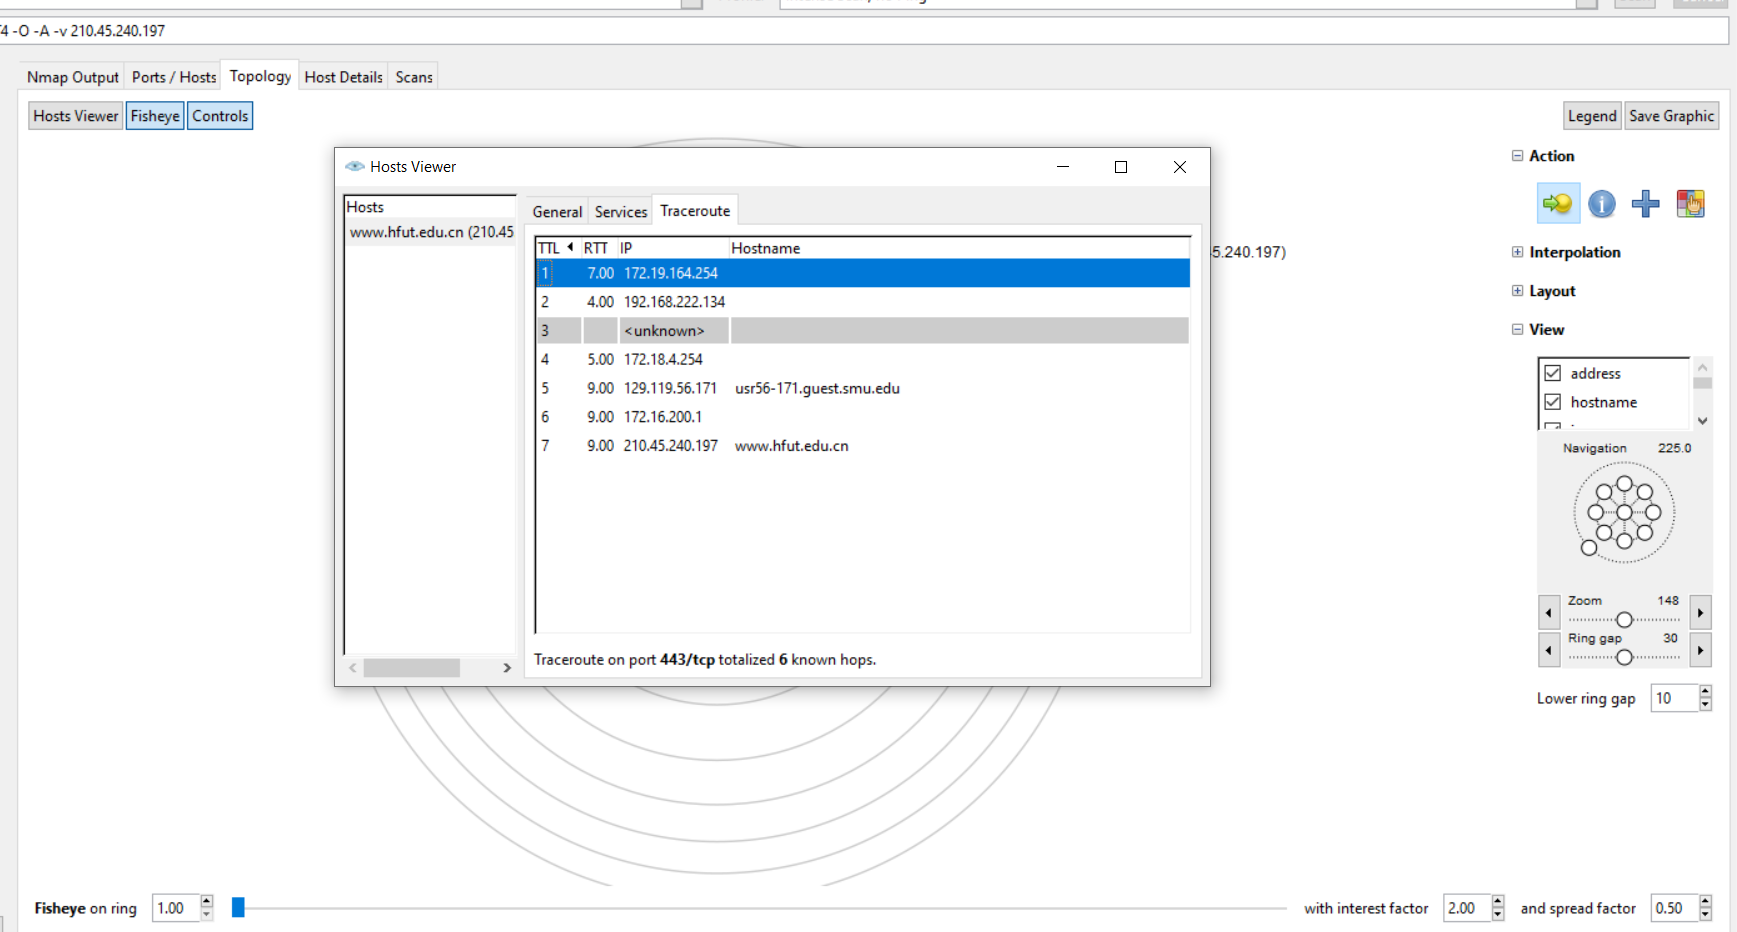 4 -O -A -v 210.45.240.197
Nmap Output Ports / Hosts Topology Host Details Scans
Hosts Viewer Fisheye Controls Legend Save Graphic
Hosts Viewer
Hosts
www.hfut.edu.cn (210.45
General Services Traceroute
TTL RTT IP Hostname
1 7.00 172.19.164.254
2 4.00 192.168.222.134
3 <unknown>
4 5.00 172.18.4.254
5 9.00 129.119.56.171 usr56-171.guest.smu.edu
6 9.00 172.16.200.1
7 9.00 210.45.240.197 www.hfut.edu.cn
Traceroute on port 443/tcp totalized 6 known hops.
5.240.197)
Action
Interpolation
Layout
View
address
hostname
Navigation 225.0
Zoom 148
Ring gap 30
Lower ring gap 10
Fisheye on ring 1.00 with interest factor 2.00 and spread factor 0.50